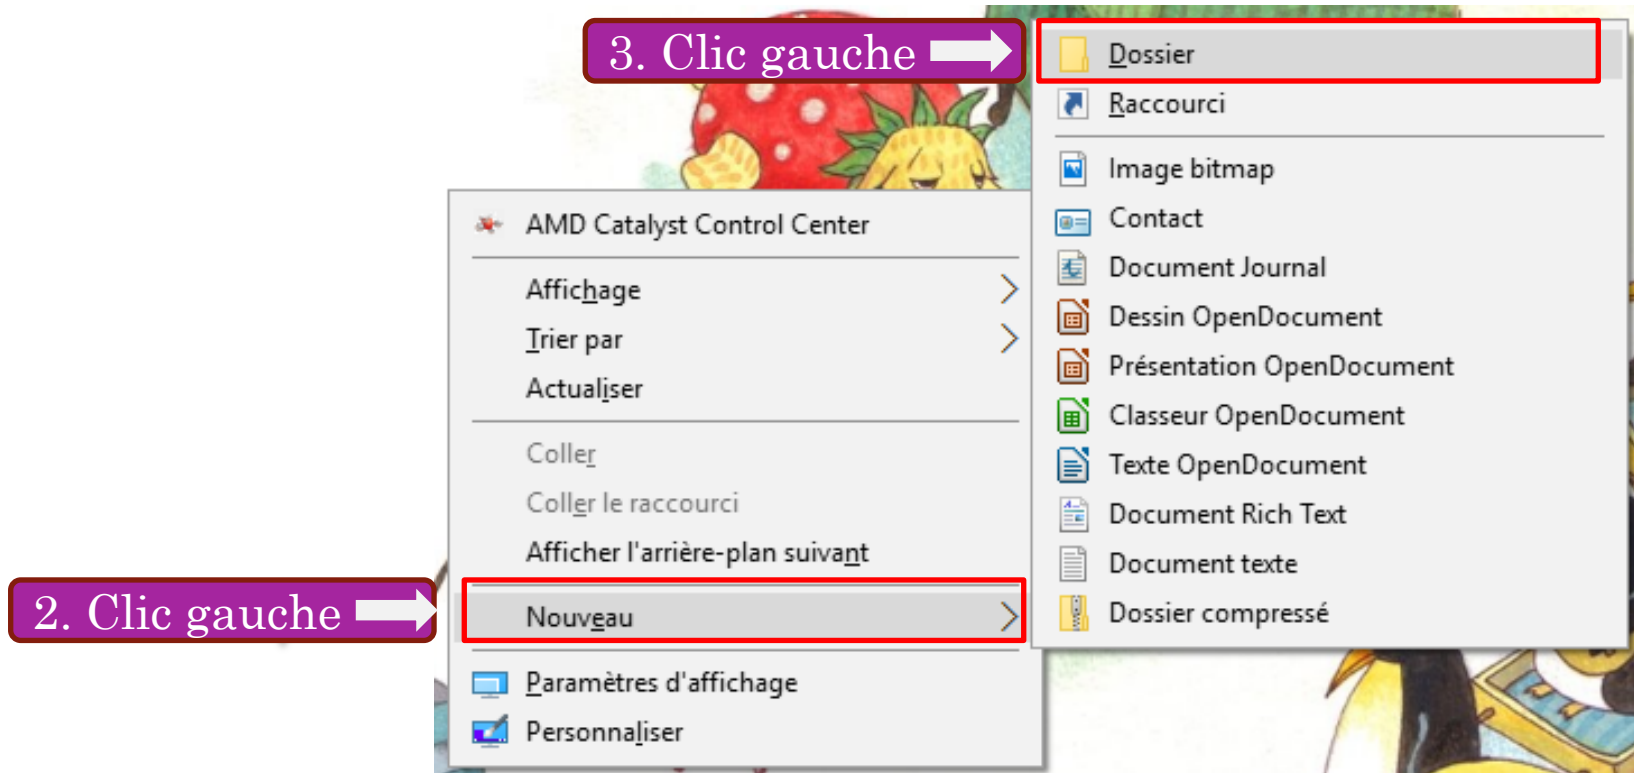 3. Clic gauche
Dossier
Raccourci
Image bitmap
Contact
Document Journal
Dessin OpenDocument
Présentation OpenDocument
Classeur OpenDocument
Texte OpenDocument
Document Rich Text
Document texte
Dossier compressé
AMD Catalyst Control Center
Affichage
Trier par
Actualiser
Coller
Coller le raccourci
Afficher l'arrière-plan suivant
2. Clic gauche
Nouveau
Paramètres d'affichage
Personnaliser